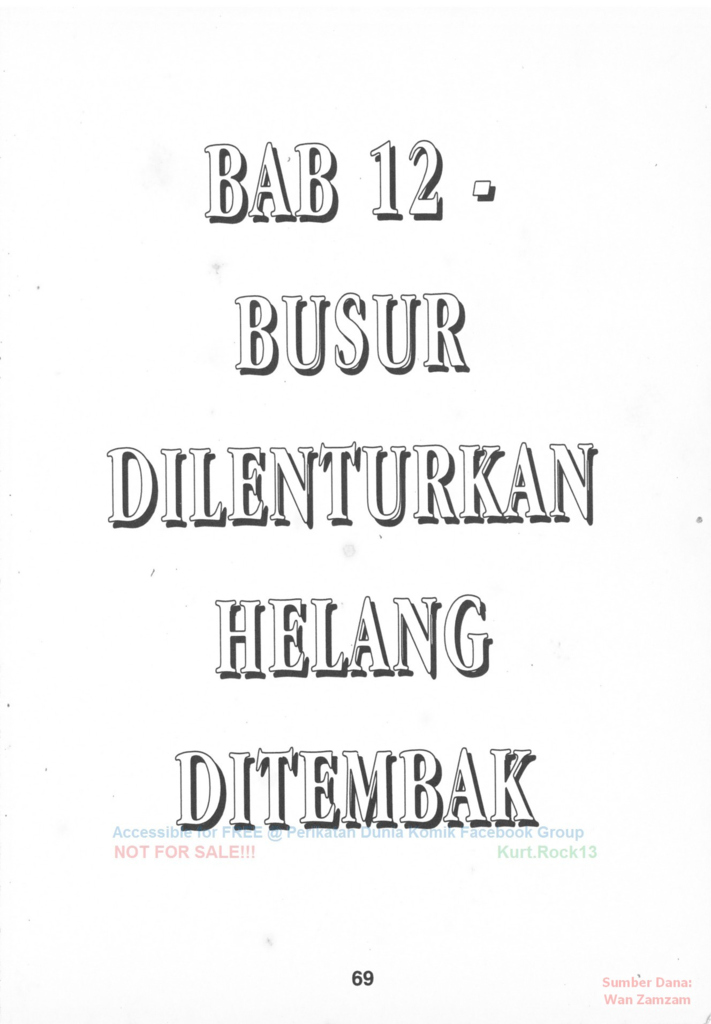 BAB 12 -
BUSUR
DILENTURKAN
HELANG
DITEMBAK
Accessible for FREE @ Perikatan Dunia Komik Facebook Group
NOT FOR SALE!!!
Kurt.Rock13
69
Sumber Dana:
Wan Zamzam